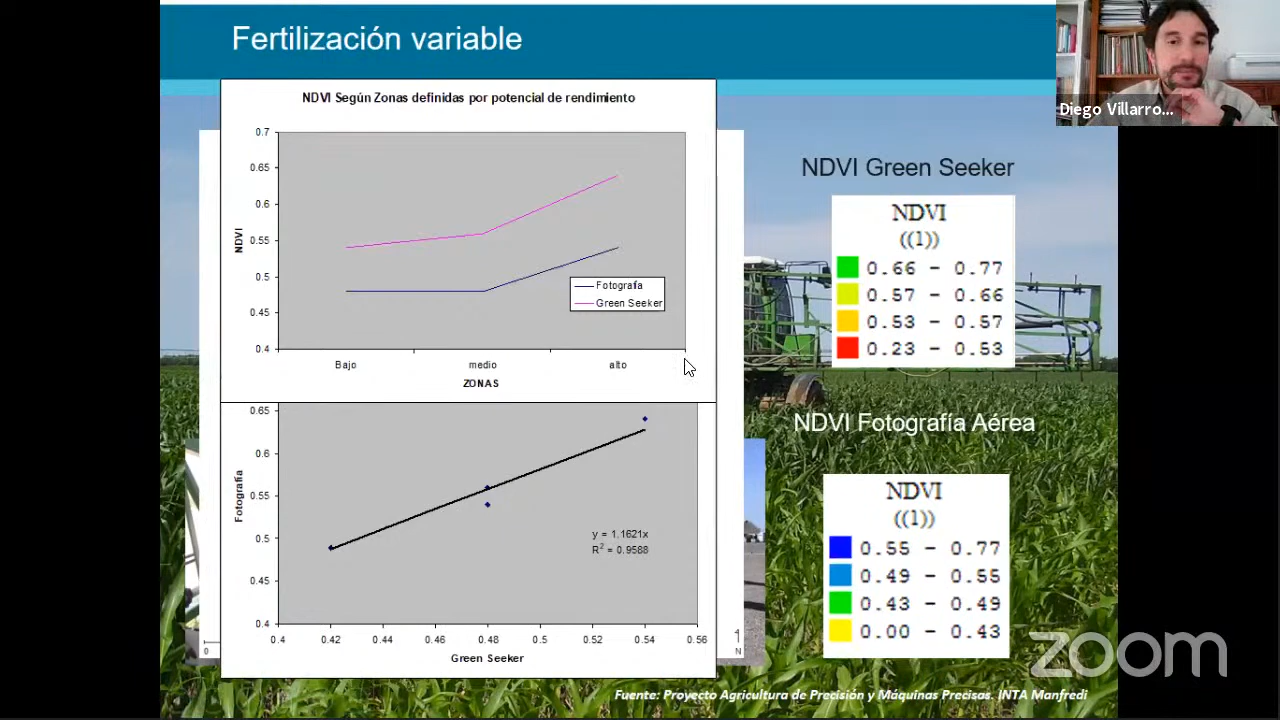 Fertilización variable
Diego Villarro...
NDVI Según Zonas definidas por potencial de rendimiento
0.7
0.65
0.6
0.55
0.5
0.45
0.4
NDVI
Fotografía
Green Seeker
Bajo medio alto
ZONAS
0.65
0.6
0.55
0.5
0.45
0.4
Fotografía
y = 1.1621x
R² = 0.9588
0.4 0.42 0.44 0.46 0.48 0.5 0.52 0.54 0.56
Green Seeker
0
4
N
NDVI Green Seeker
NDVI
((1))
0.66 - 0.77
0.57 - 0.66
0.53 - 0.57
0.23 - 0.53
NDVI Fotografía Aérea
NDVI
((1))
0.55 - 0.77
0.49 - 0.55
0.43 - 0.49
0.00 - 0.43
zoom
Fuente: Proyecto Agricultura de Precisión y Máquinas Precisas. INTA Manfredi